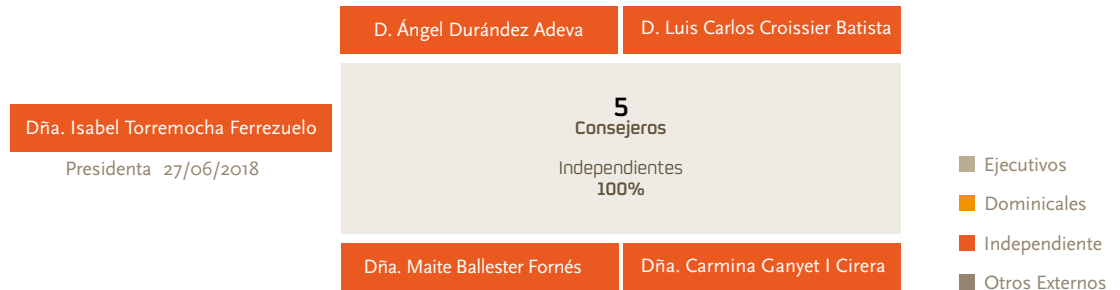 D. Ángel Durández Adeva
D. Luis Carlos Croissier Batista
Dña. Isabel Torremocha Ferrezuelo
Presidenta 27/06/2018
5
Consejeros
Independientes
100%
Dña. Maite Ballester Fornés
Dña. Carmina Ganyet I Cirera
Ejecutivos
Dominicales
Independiente
Otros Externos